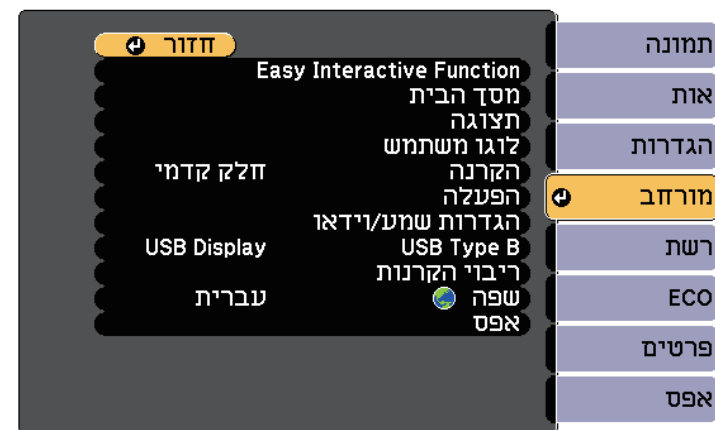 תמונה
אות
הגדרות
מורחב
רשת
ECO
פרטים
אפס
חזור
Easy Interactive Function
מסך הבית
תצוגה
לוגו משתמש
הקרנה חלק קדמי
הפעלה
הגדרות שמע/וידאו
USB Type B USB Display
ריבוי הקרנות
שפה עברית
אפס